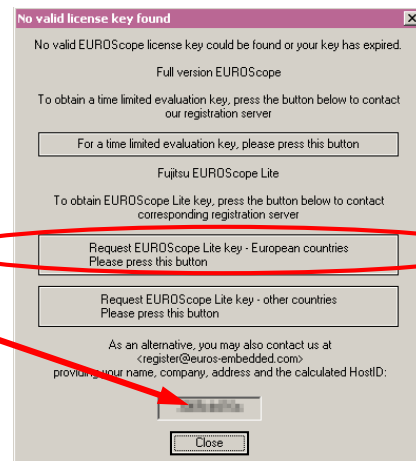 No valid license key found
No valid EUROScope license key could be found or your key has expired.
Full version EUROScope
To obtain a time limited evaluation key, press the button below to contact
our registration server
For a time limited evaluation key, please press this button
Fujitsu EUROScope Lite
To obtain EUROScope Lite key, press the button below to contact
corresponding registration server
Request EUROScope Lite key - European countries
Please press this button
Request EUROScope Lite key - other countries
Please press this button
As an alternative, you may also contact us at
<register@euros-embedded.com>
providing your name, company, address and the calculated HostID:
Close